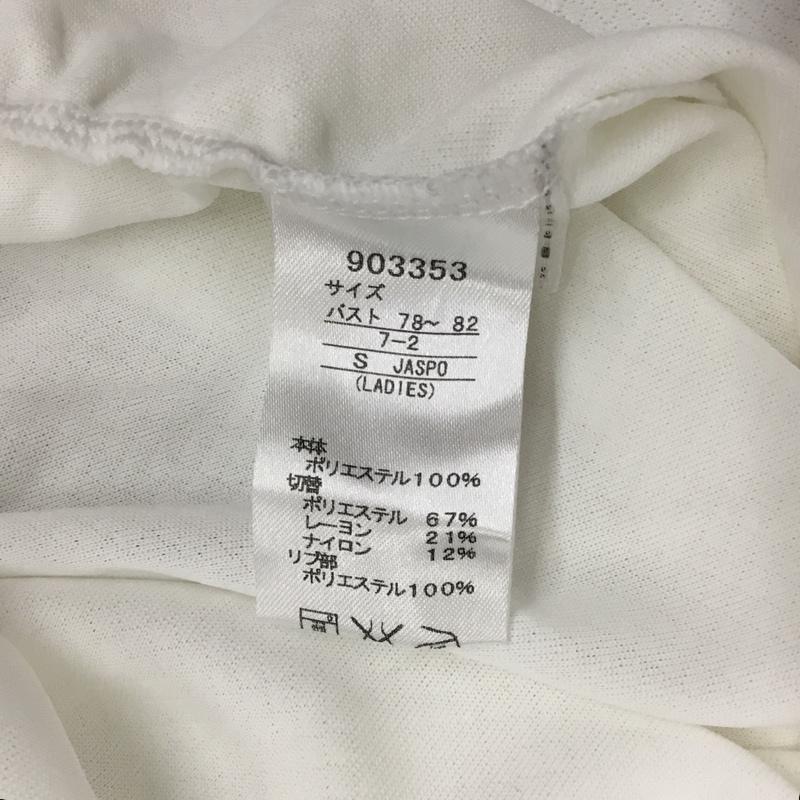 903353
サイズ
バスト 78〜 82
7-2
S JASPO
(LADIES)
本体
ポリエステル100%
切替
ポリエステル 67%
レーヨン 21%
ナイロン 12%
リブ部
ポリエステル100%